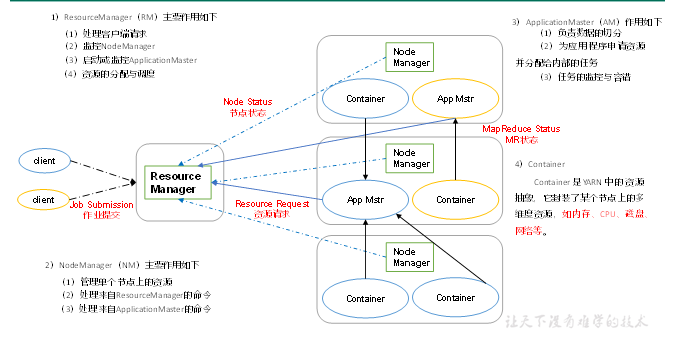 1) ResourceManager（RM）主要作用如下
（1）处理客户端请求
（2）监控NodeManager
（3）启动或监控ApplicationMaster
（4）资源的分配与调度
3) ApplicationMaster（AM）作用如下
（1）负责数据的切分
（2）为应用程序申请资源
并分配给内部的任务
（3）任务的监控与容错
Node
Manager
Container
App Mstr
Node Status
节点状态
MapReduce Status
MR状态
client
client
Job Submission
作业提交
Resource
Manager
Node
Manager
App Mstr
Container
Resource Request
资源请求
4) Container
Container 是 YARN 中的资源
抽象，它封装了某个节点上的多
维度资源，如内存、CPU、磁盘、
网络等。
2) NodeManager（NM）主要作用如下
（1）管理单个节点上的资源
（2）处理来自ResourceManager的命令
（3）处理来自ApplicationMaster的命令
Node
Manager
Container
Container
让天下没有难学的技术